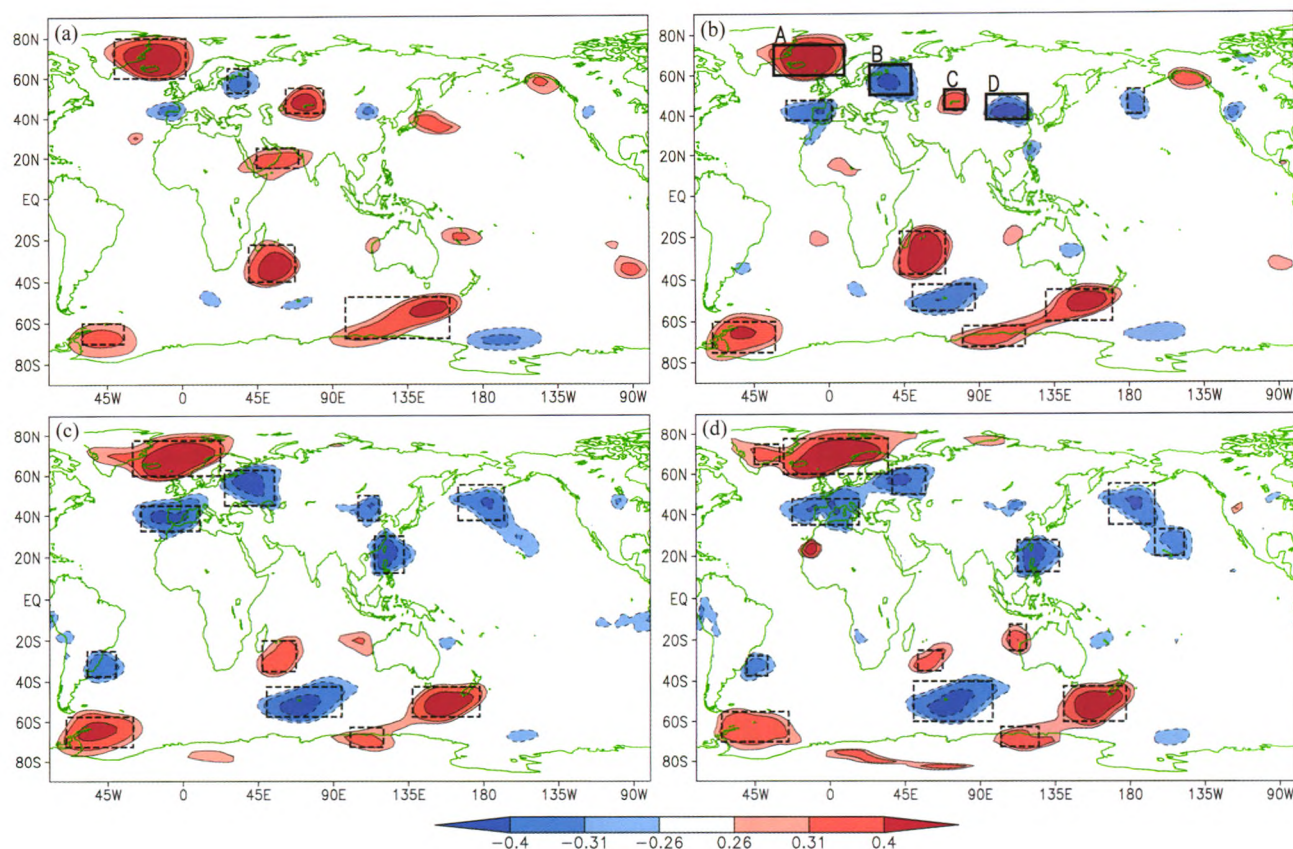 (a) (b)
A B C D
80N 80N
60N 60N
40N 40N
20N 20N
EQ EQ
20S 20S
40S 40S
60S 60S
80S 80S
45W 0 45E 90E 135E 180 135W 90W 45W 0 45E 90E 135E 180 135W 90W
(c) (d)
80N 80N
60N 60N
40N 40N
20N 20N
EQ EQ
20S 20S
40S 40S
60S 60S
80S 80S
45W 0 45E 90E 135E 180 135W 90W 45W 0 45E 90E 135E 180 135W 90W
−0.4 −0.31 −0.26 0.26 0.31 0.4